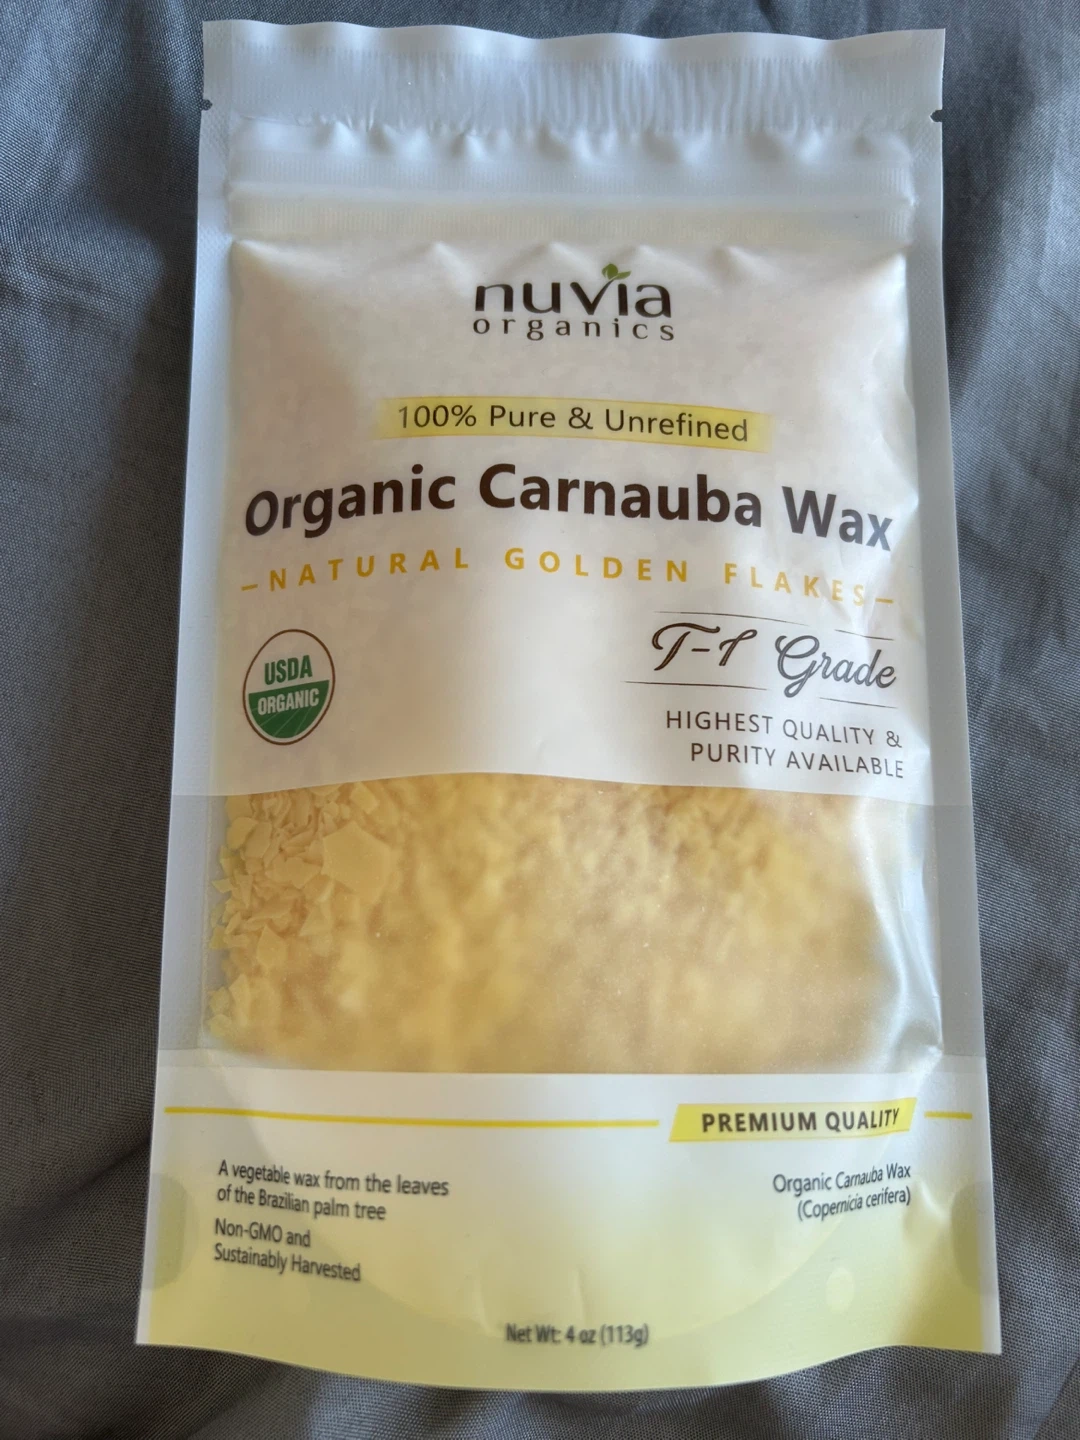 nuvia
organics
100% Pure & Unrefined
Organic Carnauba Wax
–NATURAL GOLDEN FLAKES–
USDA
ORGANIC
T-1 Grade
HIGHEST QUALITY &
PURITY AVAILABLE
PREMIUM QUALITY
A vegetable wax from the leaves
of the Brazilian palm tree
Non-GMO and
Sustainably Harvested
Organic Carnauba Wax
(Copernicia cerifera)
Net Wt: 4 oz (113g)